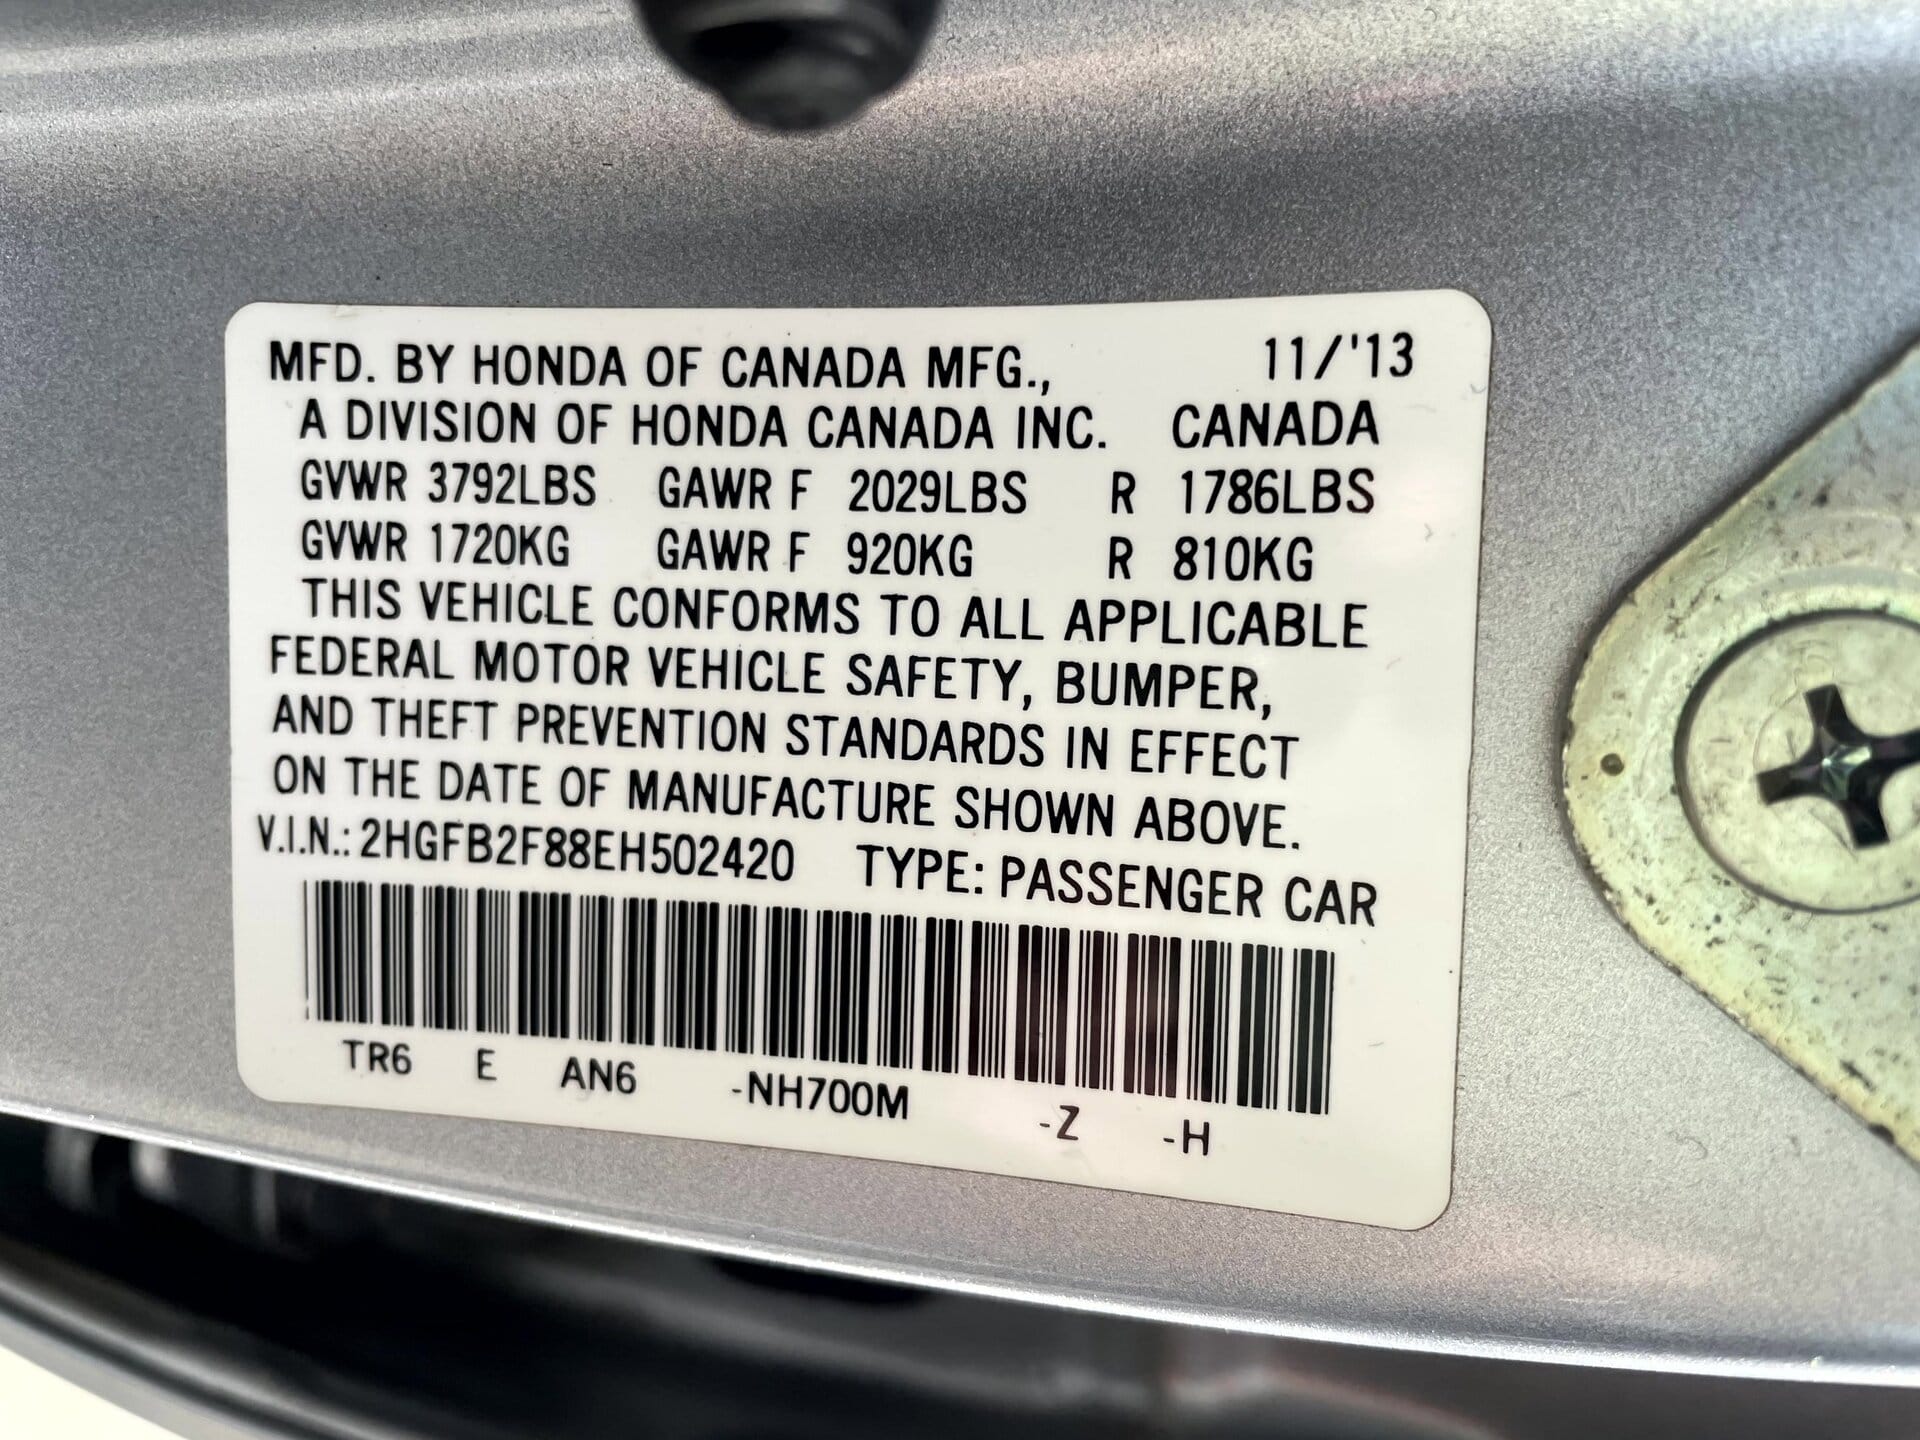 MFD. BY HONDA OF CANADA MFG., 11/'13
A DIVISION OF HONDA CANADA INC. CANADA
GVWR 3792LBS GAWR F 2029LBS R 1786LBS
GVWR 1720KG GAWR F 920KG R 810KG
THIS VEHICLE CONFORMS TO ALL APPLICABLE
FEDERAL MOTOR VEHICLE SAFETY, BUMPER,
AND THEFT PREVENTION STANDARDS IN EFFECT
ON THE DATE OF MANUFACTURE SHOWN ABOVE.
V.I.N.: 2HGFB2F88EH502420 TYPE: PASSENGER CAR
TR6 E AN6 -NH700M -Z -H